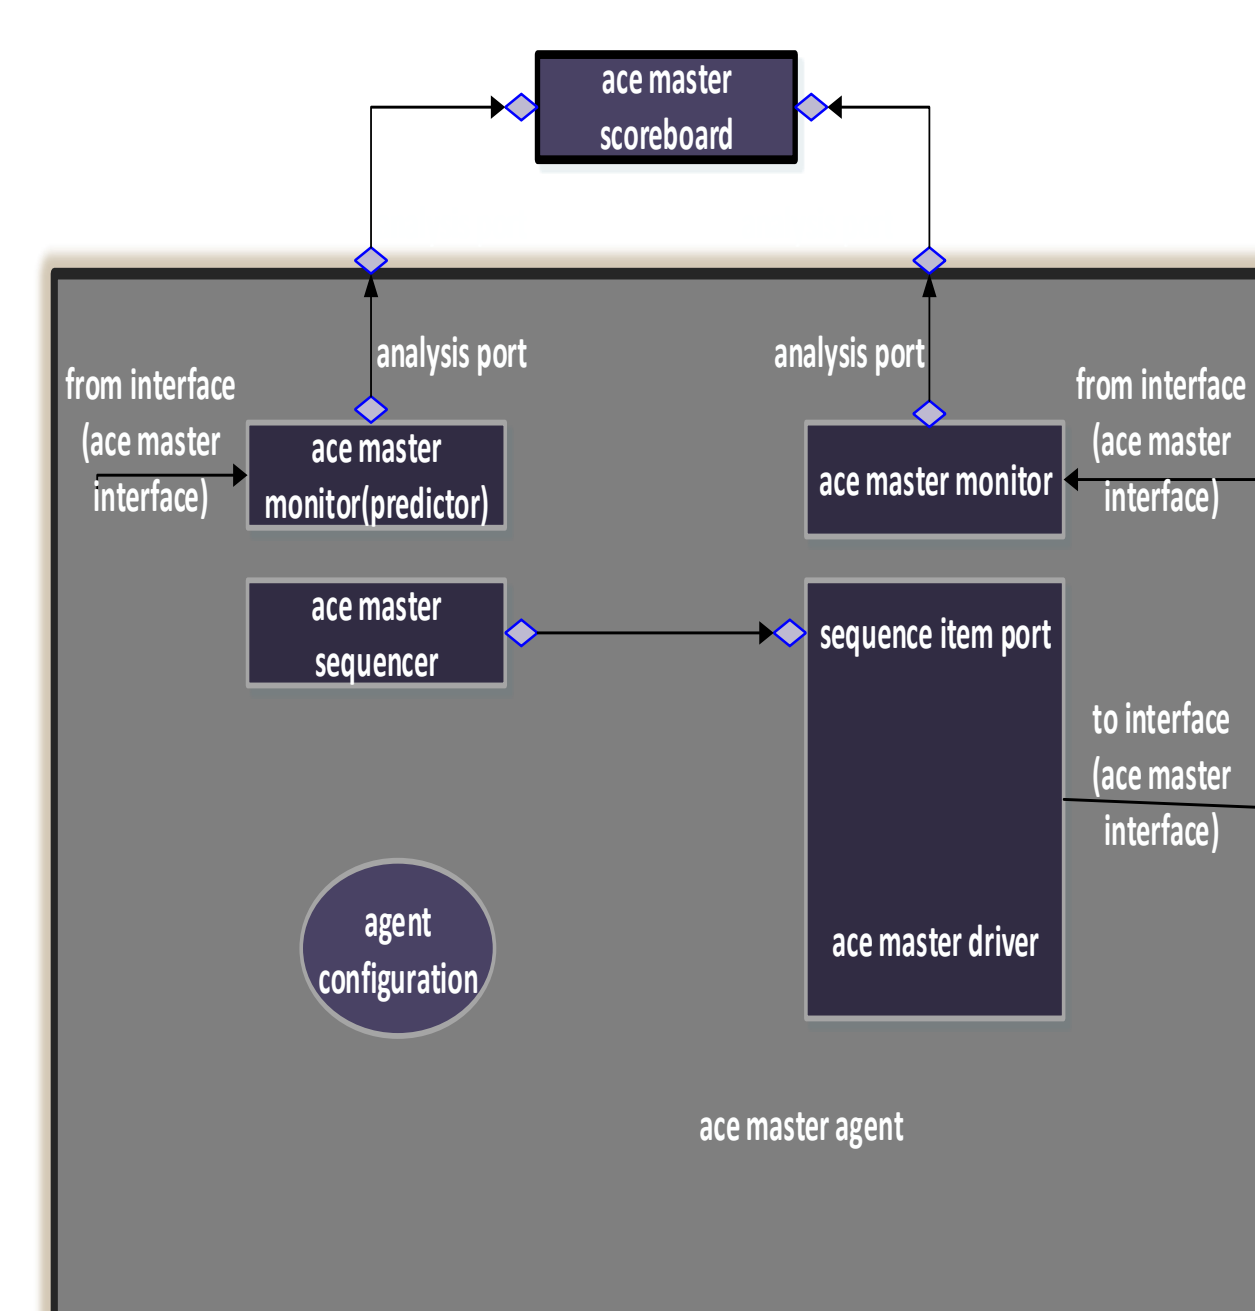 ace master
scoreboard
analysis port
analysis port
from interface
(ace master
interface)
ace master
monitor(predictor)
ace master monitor
from interface
(ace master
interface)
ace master
sequencer
sequence item port
to interface
(ace master
interface)
agent
configuration
ace master driver
ace master agent